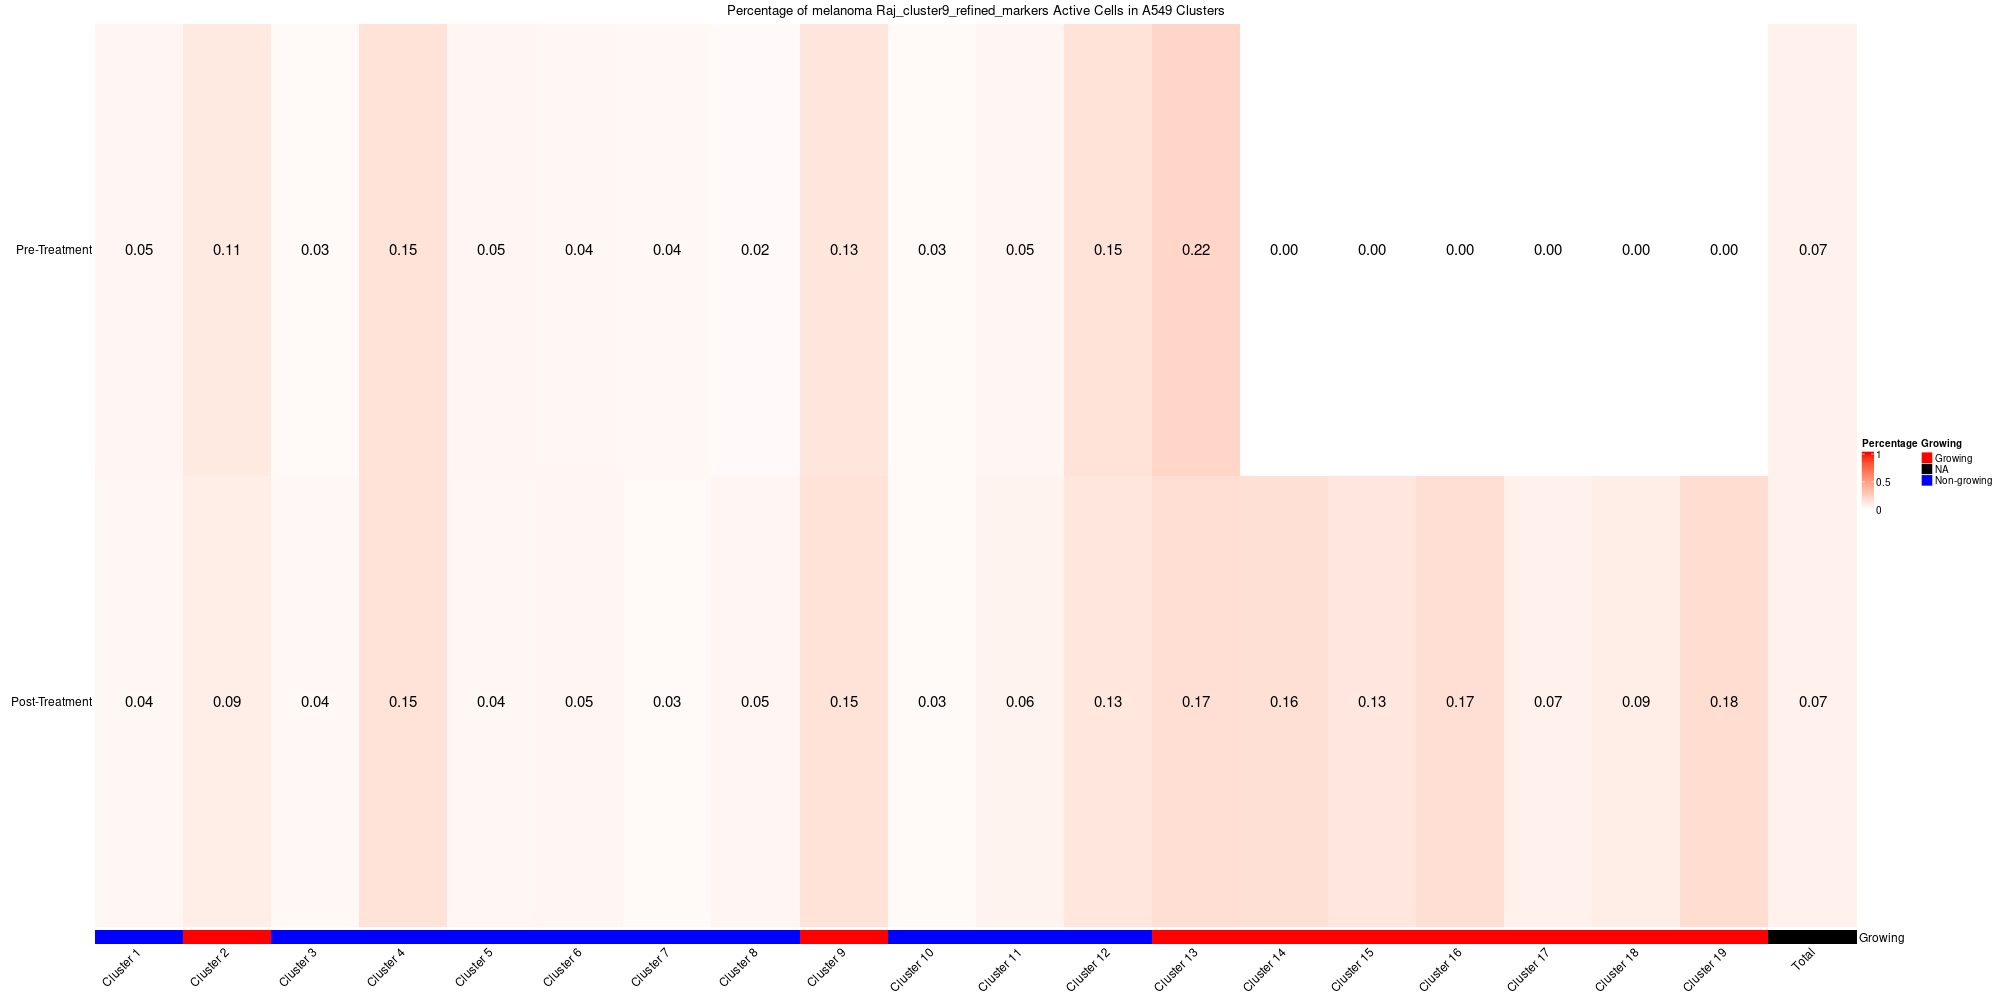 Percentage of melanoma Raj_cluster9_refined_markers Active Cells in A549 Clusters
Pre-Treatment 0.05 0.11 0.03 0.15 0.05 0.04 0.04 0.02 0.13 0.03 0.05 0.15 0.22 0.00 0.00 0.00 0.00 0.00 0.00 0.07
Percentage Growing
1 Growing
NA
0.5 Non-growing
0
Post-Treatment 0.04 0.09 0.04 0.15 0.04 0.05 0.03 0.05 0.15 0.03 0.06 0.13 0.17 0.16 0.13 0.17 0.07 0.09 0.18 0.07
Growing
Cluster 1 Cluster 2 Cluster 3 Cluster 4 Cluster 5 Cluster 6 Cluster 7 Cluster 8 Cluster 9 Cluster 10 Cluster 11 Cluster 12 Cluster 13 Cluster 14 Cluster 15 Cluster 16 Cluster 17 Cluster 18 Cluster 19 Total